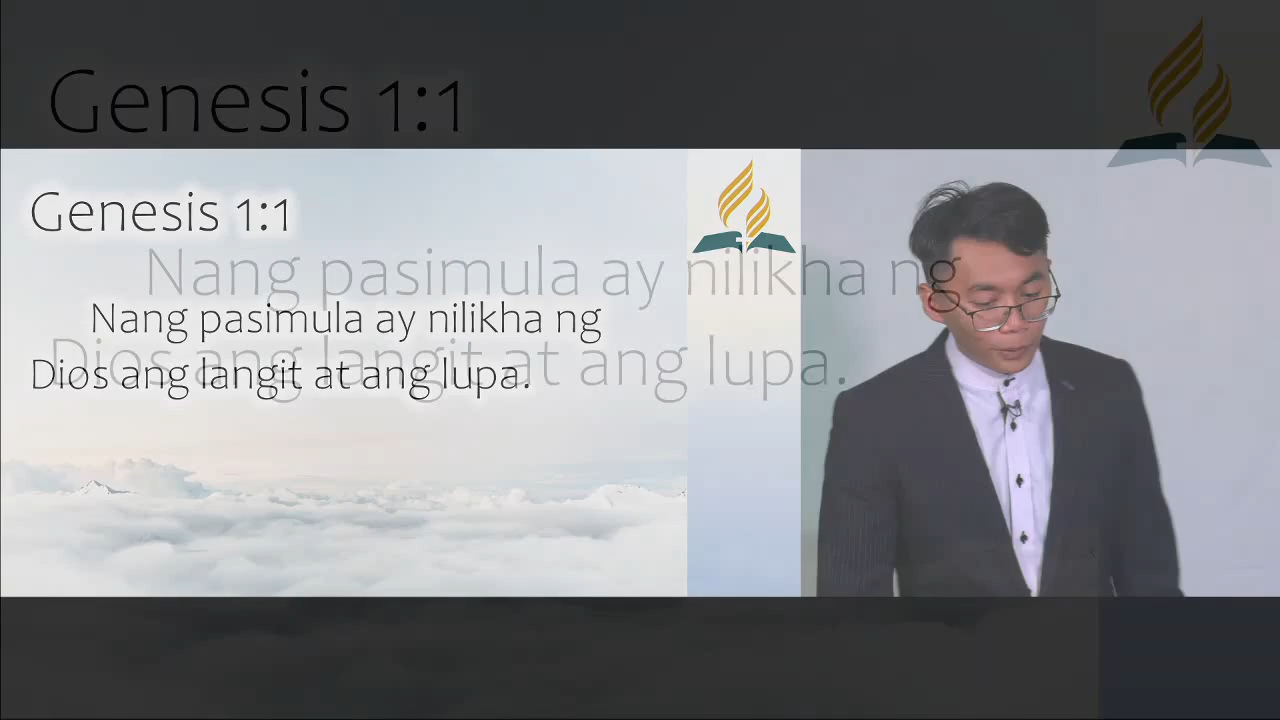 Genesis 1:1
Genesis 1:1
Nang pasimula ay nilikha ng
Nang pasimula ay nilikha ng
Dios ang langit at ang lupa.
Dios ang langit at ang lupa.